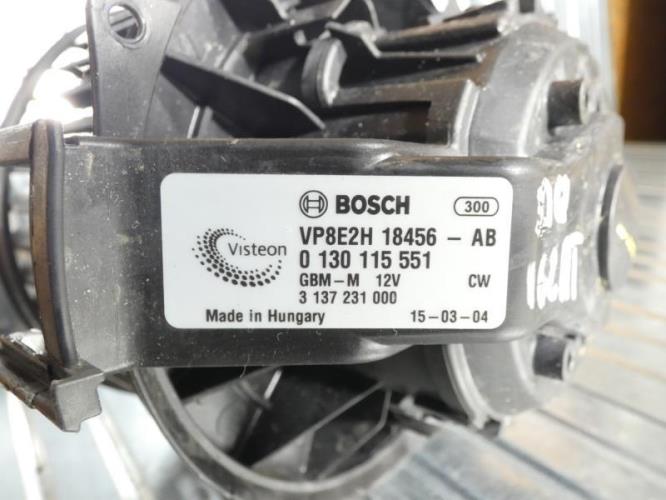 BOSCH 300
Visteon
VP8E2H 18456 - AB
0 130 115 551
GBM-M 12V CW
3 137 231 000
Made in Hungary 15-03-04